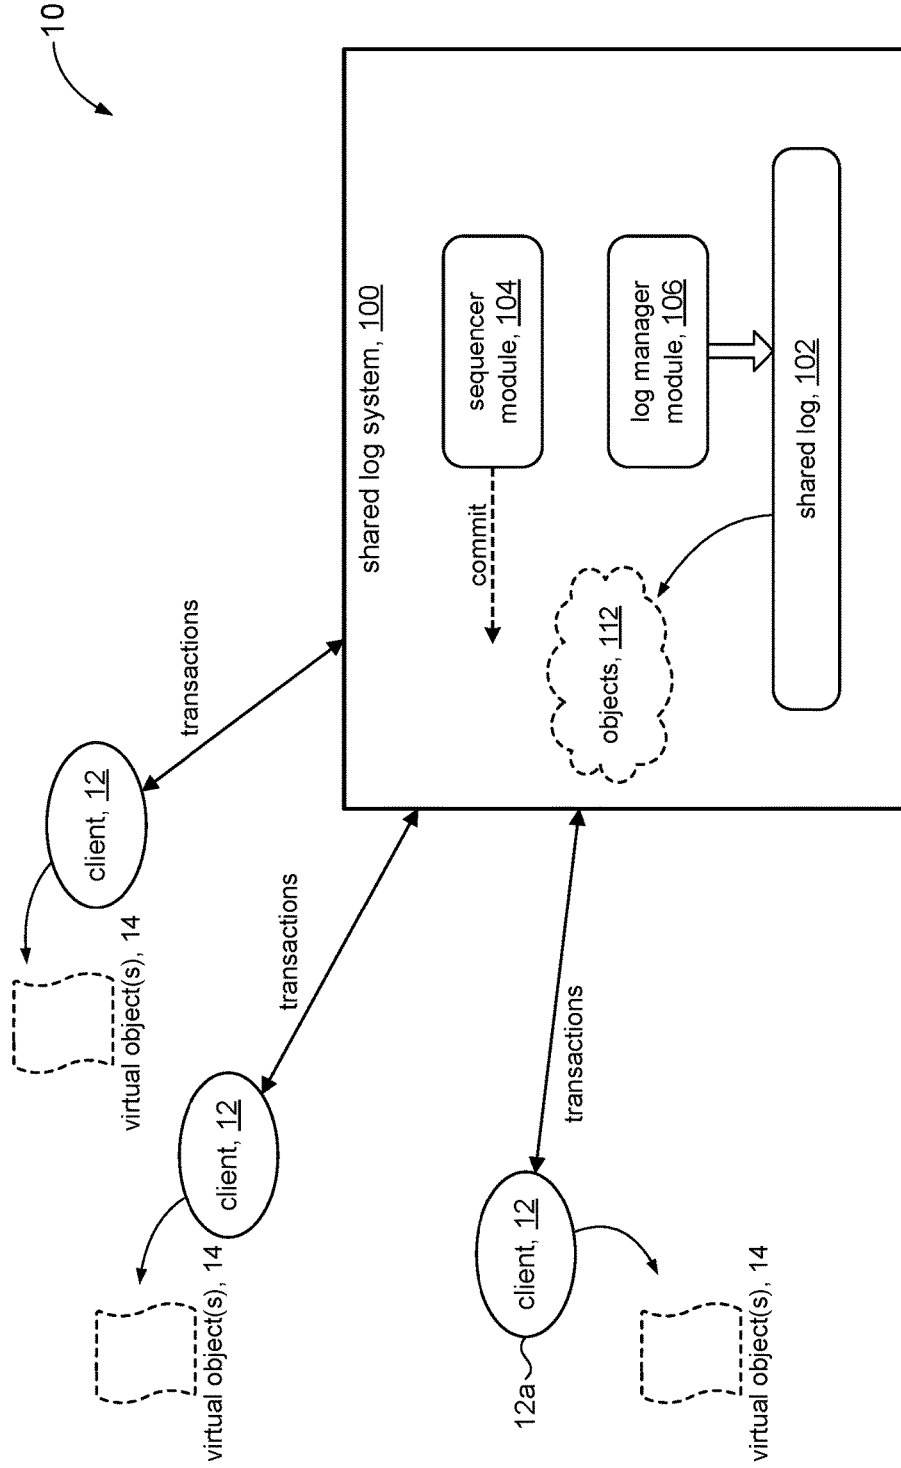 10
shared log system, 100
sequencer
module, 104
commit
log manager
module, 106
objects, 112
shared log, 102
transactions
client, 12
virtual object(s), 14
transactions
client, 12
virtual object(s), 14
transactions
client, 12
12a
virtual object(s), 14